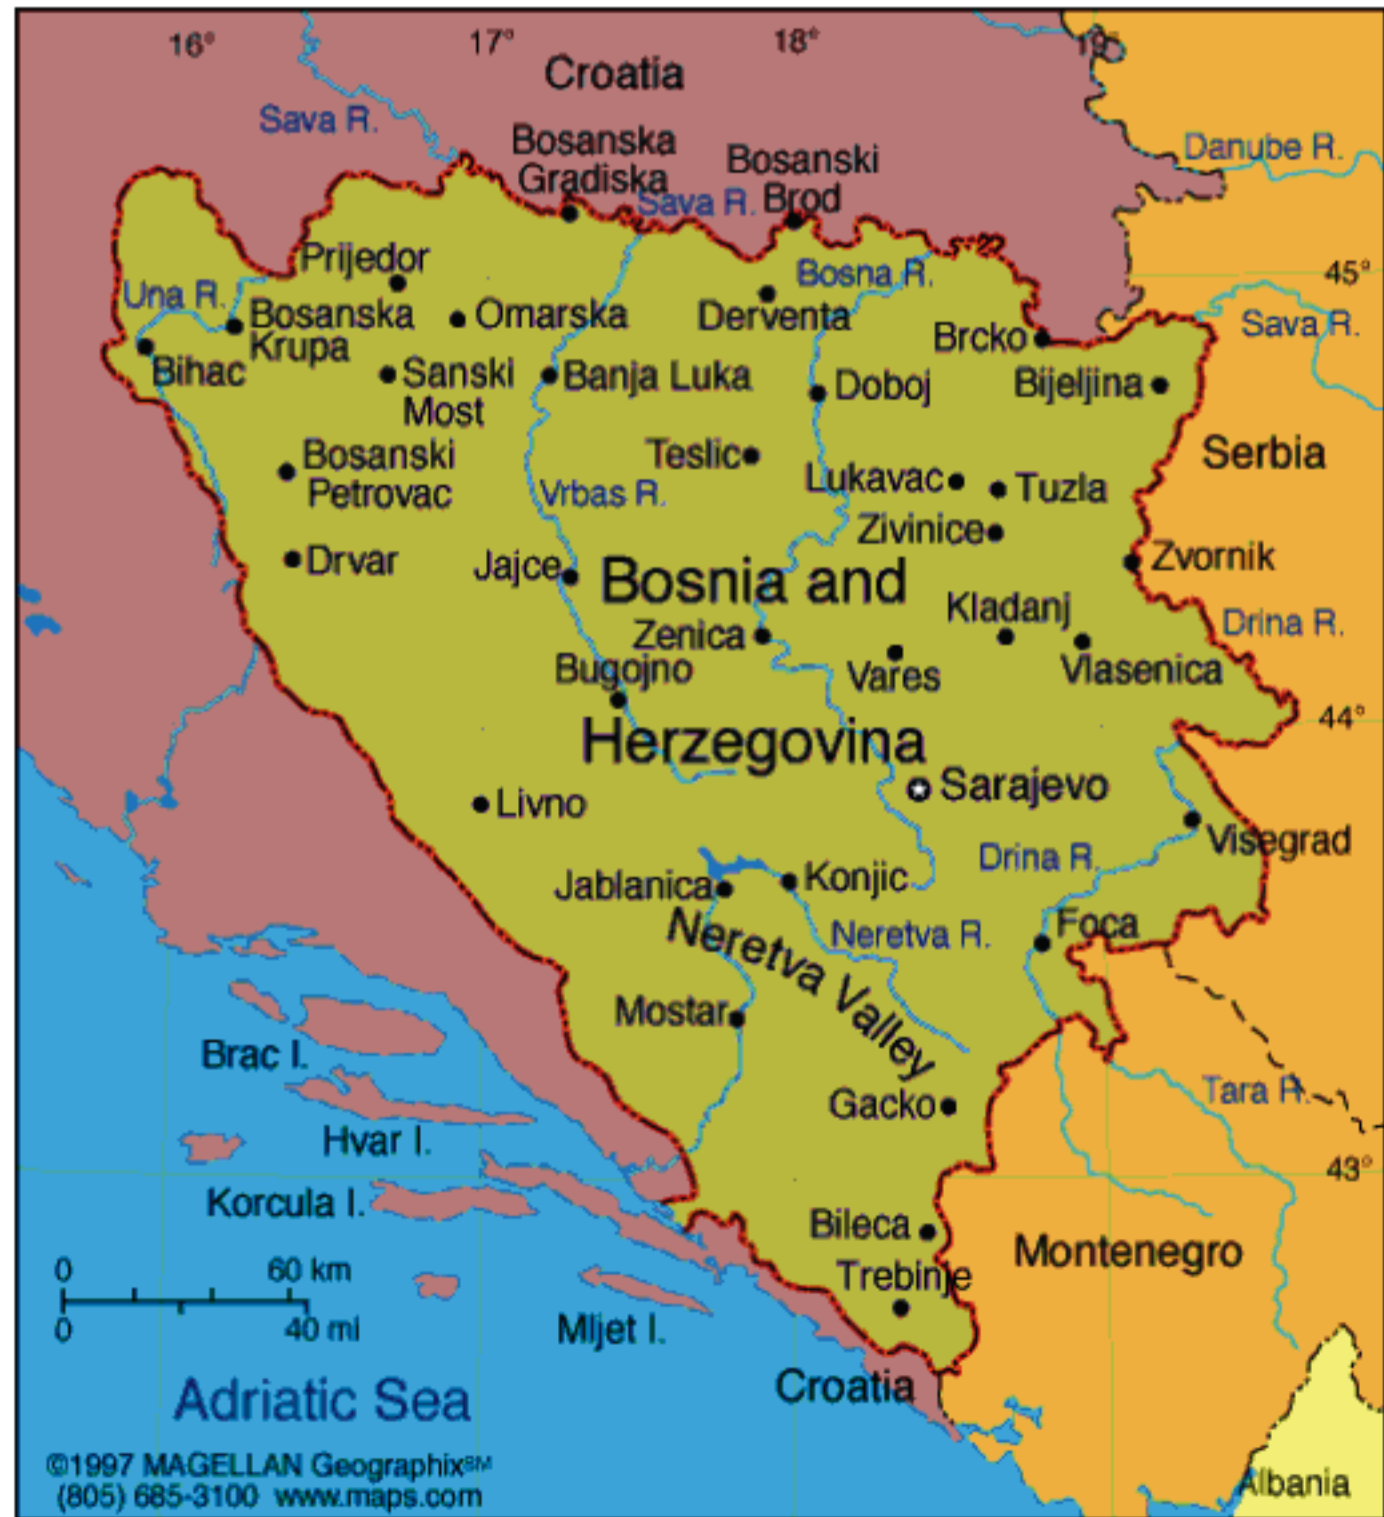 16°
17°
18°
19°
Croatia
Sava R.
Bosanska
Gradiska
Bosanski
Brod
Sava R.
Danube R.
Prijedor
Bosna R.
45°
Una R.
Bosanska
Krupa
Omarska
Derventa
Brcko
Sava R.
Bihac
Sanski
Most
Banja Luka
Doboj
Bijeljina
Serbia
Bosanski
Petrovac
Teslic
Vrbas R.
Lukavac
Tuzla
Zivinice
Drvar
Jajce
Bosnia and
Zvornik
Kladanj
Drina R.
Zenica
Bugojno
Vares
Vlasenica
44°
Herzegovina
Livno
Sarajevo
Drina R.
Visegrad
Jablanica
Konjic
Neretva R.
Foca
Neretva Valley
Mostar
Brac I.
Gacko
Tara R.
Hvar I.
43°
Korcula I.
Bileca
Montenegro
0 60 km
Trebinje
0 40 mi
Mljet I.
Croatia
Adriatic Sea
©1997 MAGELLAN Geographix℠
(805) 685-3100 www.maps.com
Albania